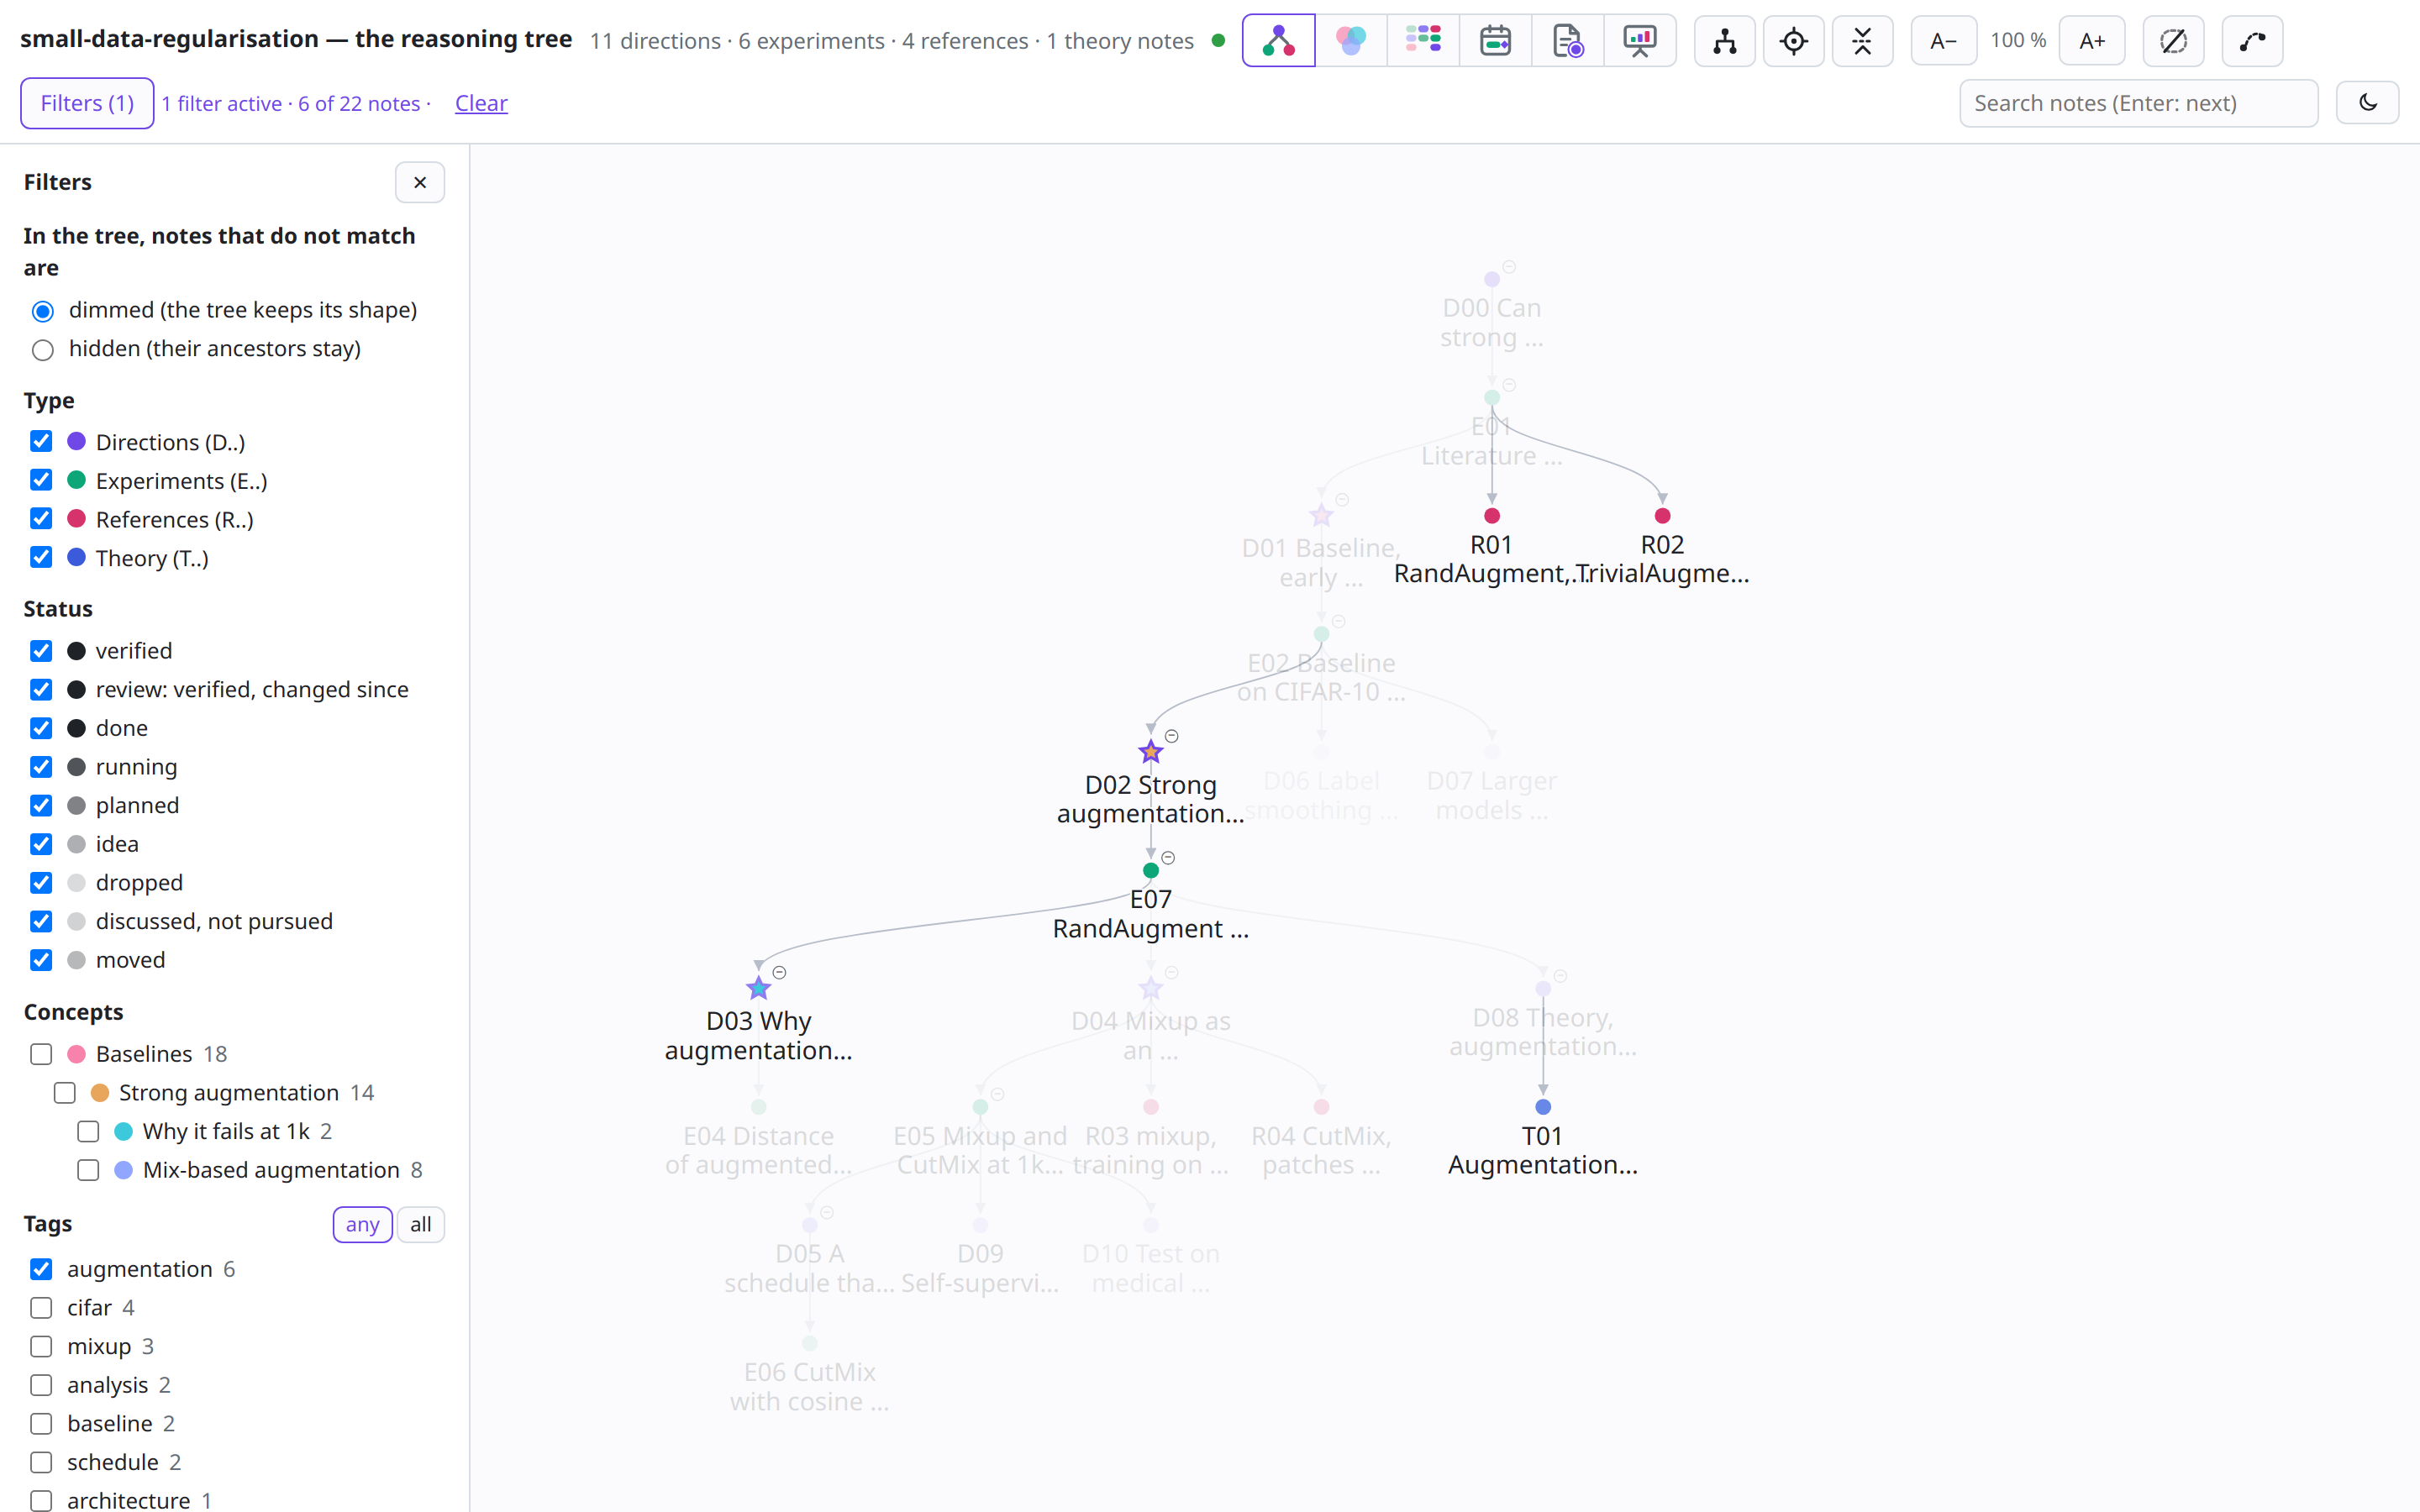 small-data-regularisation — the reasoning tree 11 directions · 6 experiments · 4 references · 1 theory notes A− 100 % A+
Filters (1) 1 filter active · 6 of 22 notes · Clear Search notes (Enter: next)
Filters ×
In the tree, notes that do not match
are
dimmed (the tree keeps its shape)
hidden (their ancestors stay)
Type
Directions (D..)
Experiments (E..)
References (R..)
Theory (T..)
Status
verified
review: verified, changed since
done
running
planned
idea
dropped
discussed, not pursued
moved
Concepts
Baselines 18
Strong augmentation 14
Why it fails at 1k 2
Mix-based augmentation 8
Tags any all
augmentation 6
cifar 4
mixup 3
analysis 2
baseline 2
schedule 2
architecture 1
D00 Can
strong ...
E01
Literature ...
D01 Baseline,
early ...
R01
RandAugment,...
R02
TrivialAugme...
E02 Baseline
on CIFAR-10 ...
D02 Strong
augmentation...
D06 Label
smoothing ...
D07 Larger
models ...
E07
RandAugment ...
D03 Why
augmentation...
D04 Mixup as
an ...
D08 Theory,
augmentation...
E04 Distance
of augmented...
E05 Mixup and
CutMix at 1k...
R03 mixup,
training on ...
R04 CutMix,
patches ...
T01
Augmentation...
D05 A
schedule tha...
D09
Self-supervi...
D10 Test on
medical ...
E06 CutMix
with cosine ...